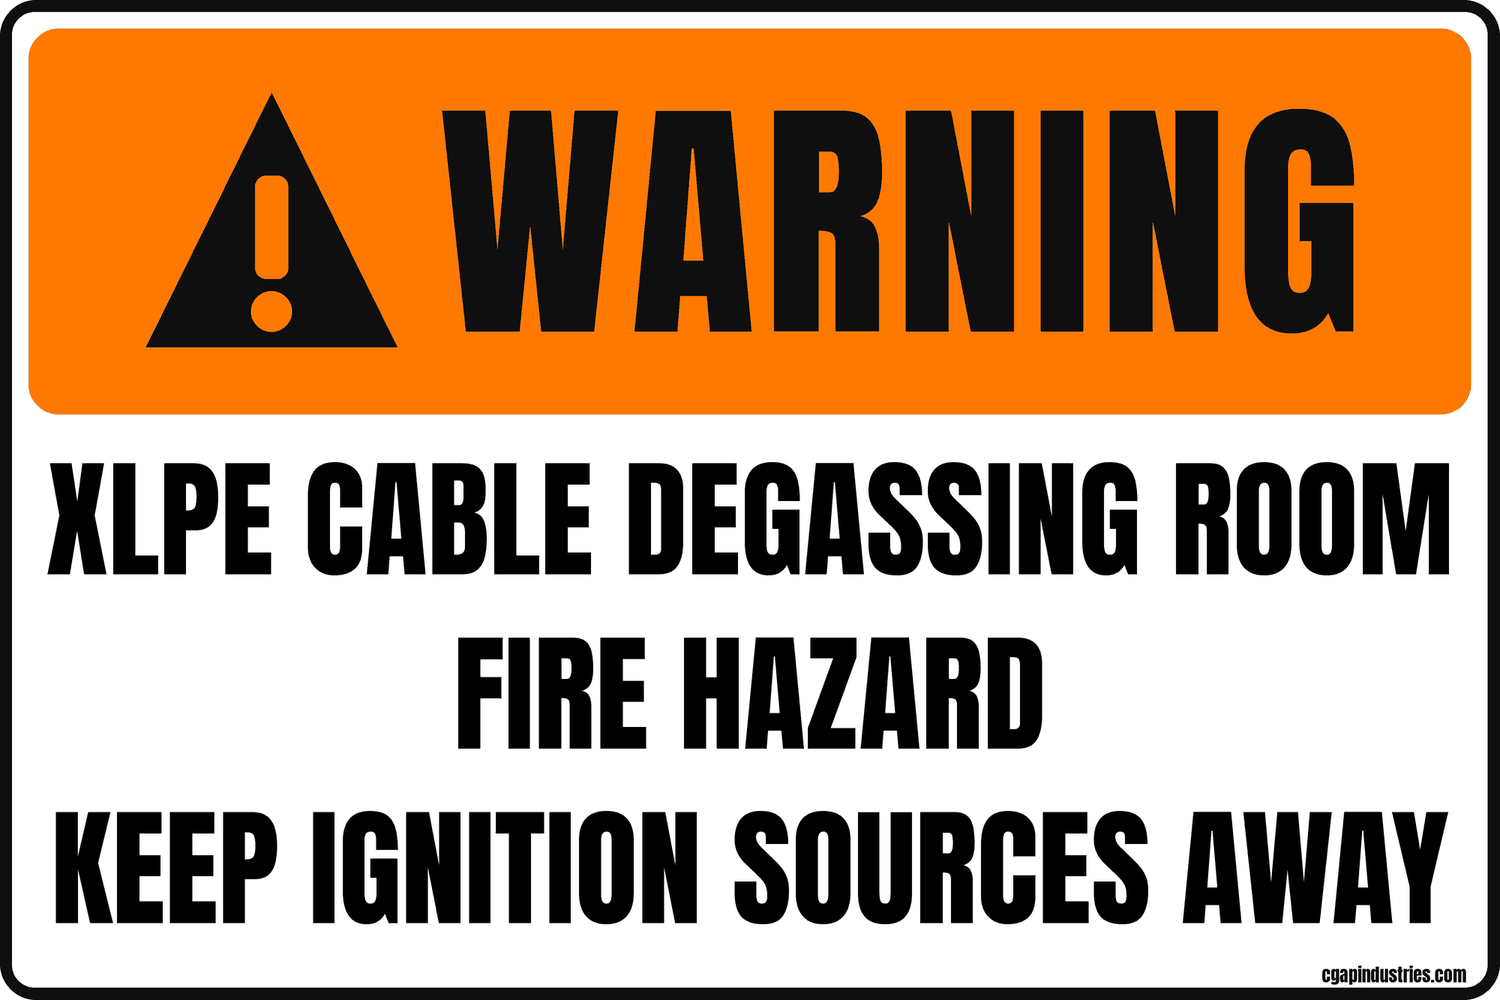 WARNING
XLPE CABLE DEGASSING ROOM
FIRE HAZARD
KEEP IGNITION SOURCES AWAY
cgapindustries.com